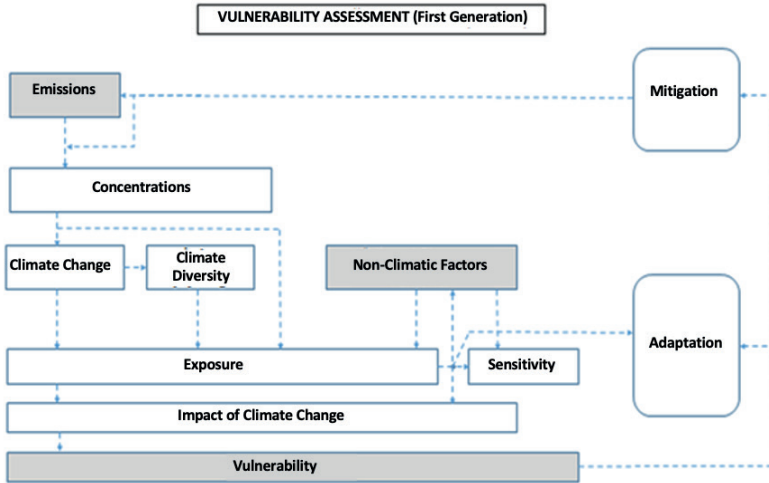 VULNERABILITY ASSESSMENT (First Generation)
Emissions
Mitigation
Concentrations
Climate Change
Climate
Diversity
Non-Climatic Factors
Adaptation
Exposure
Sensitivity
Impact of Climate Change
Vulnerability